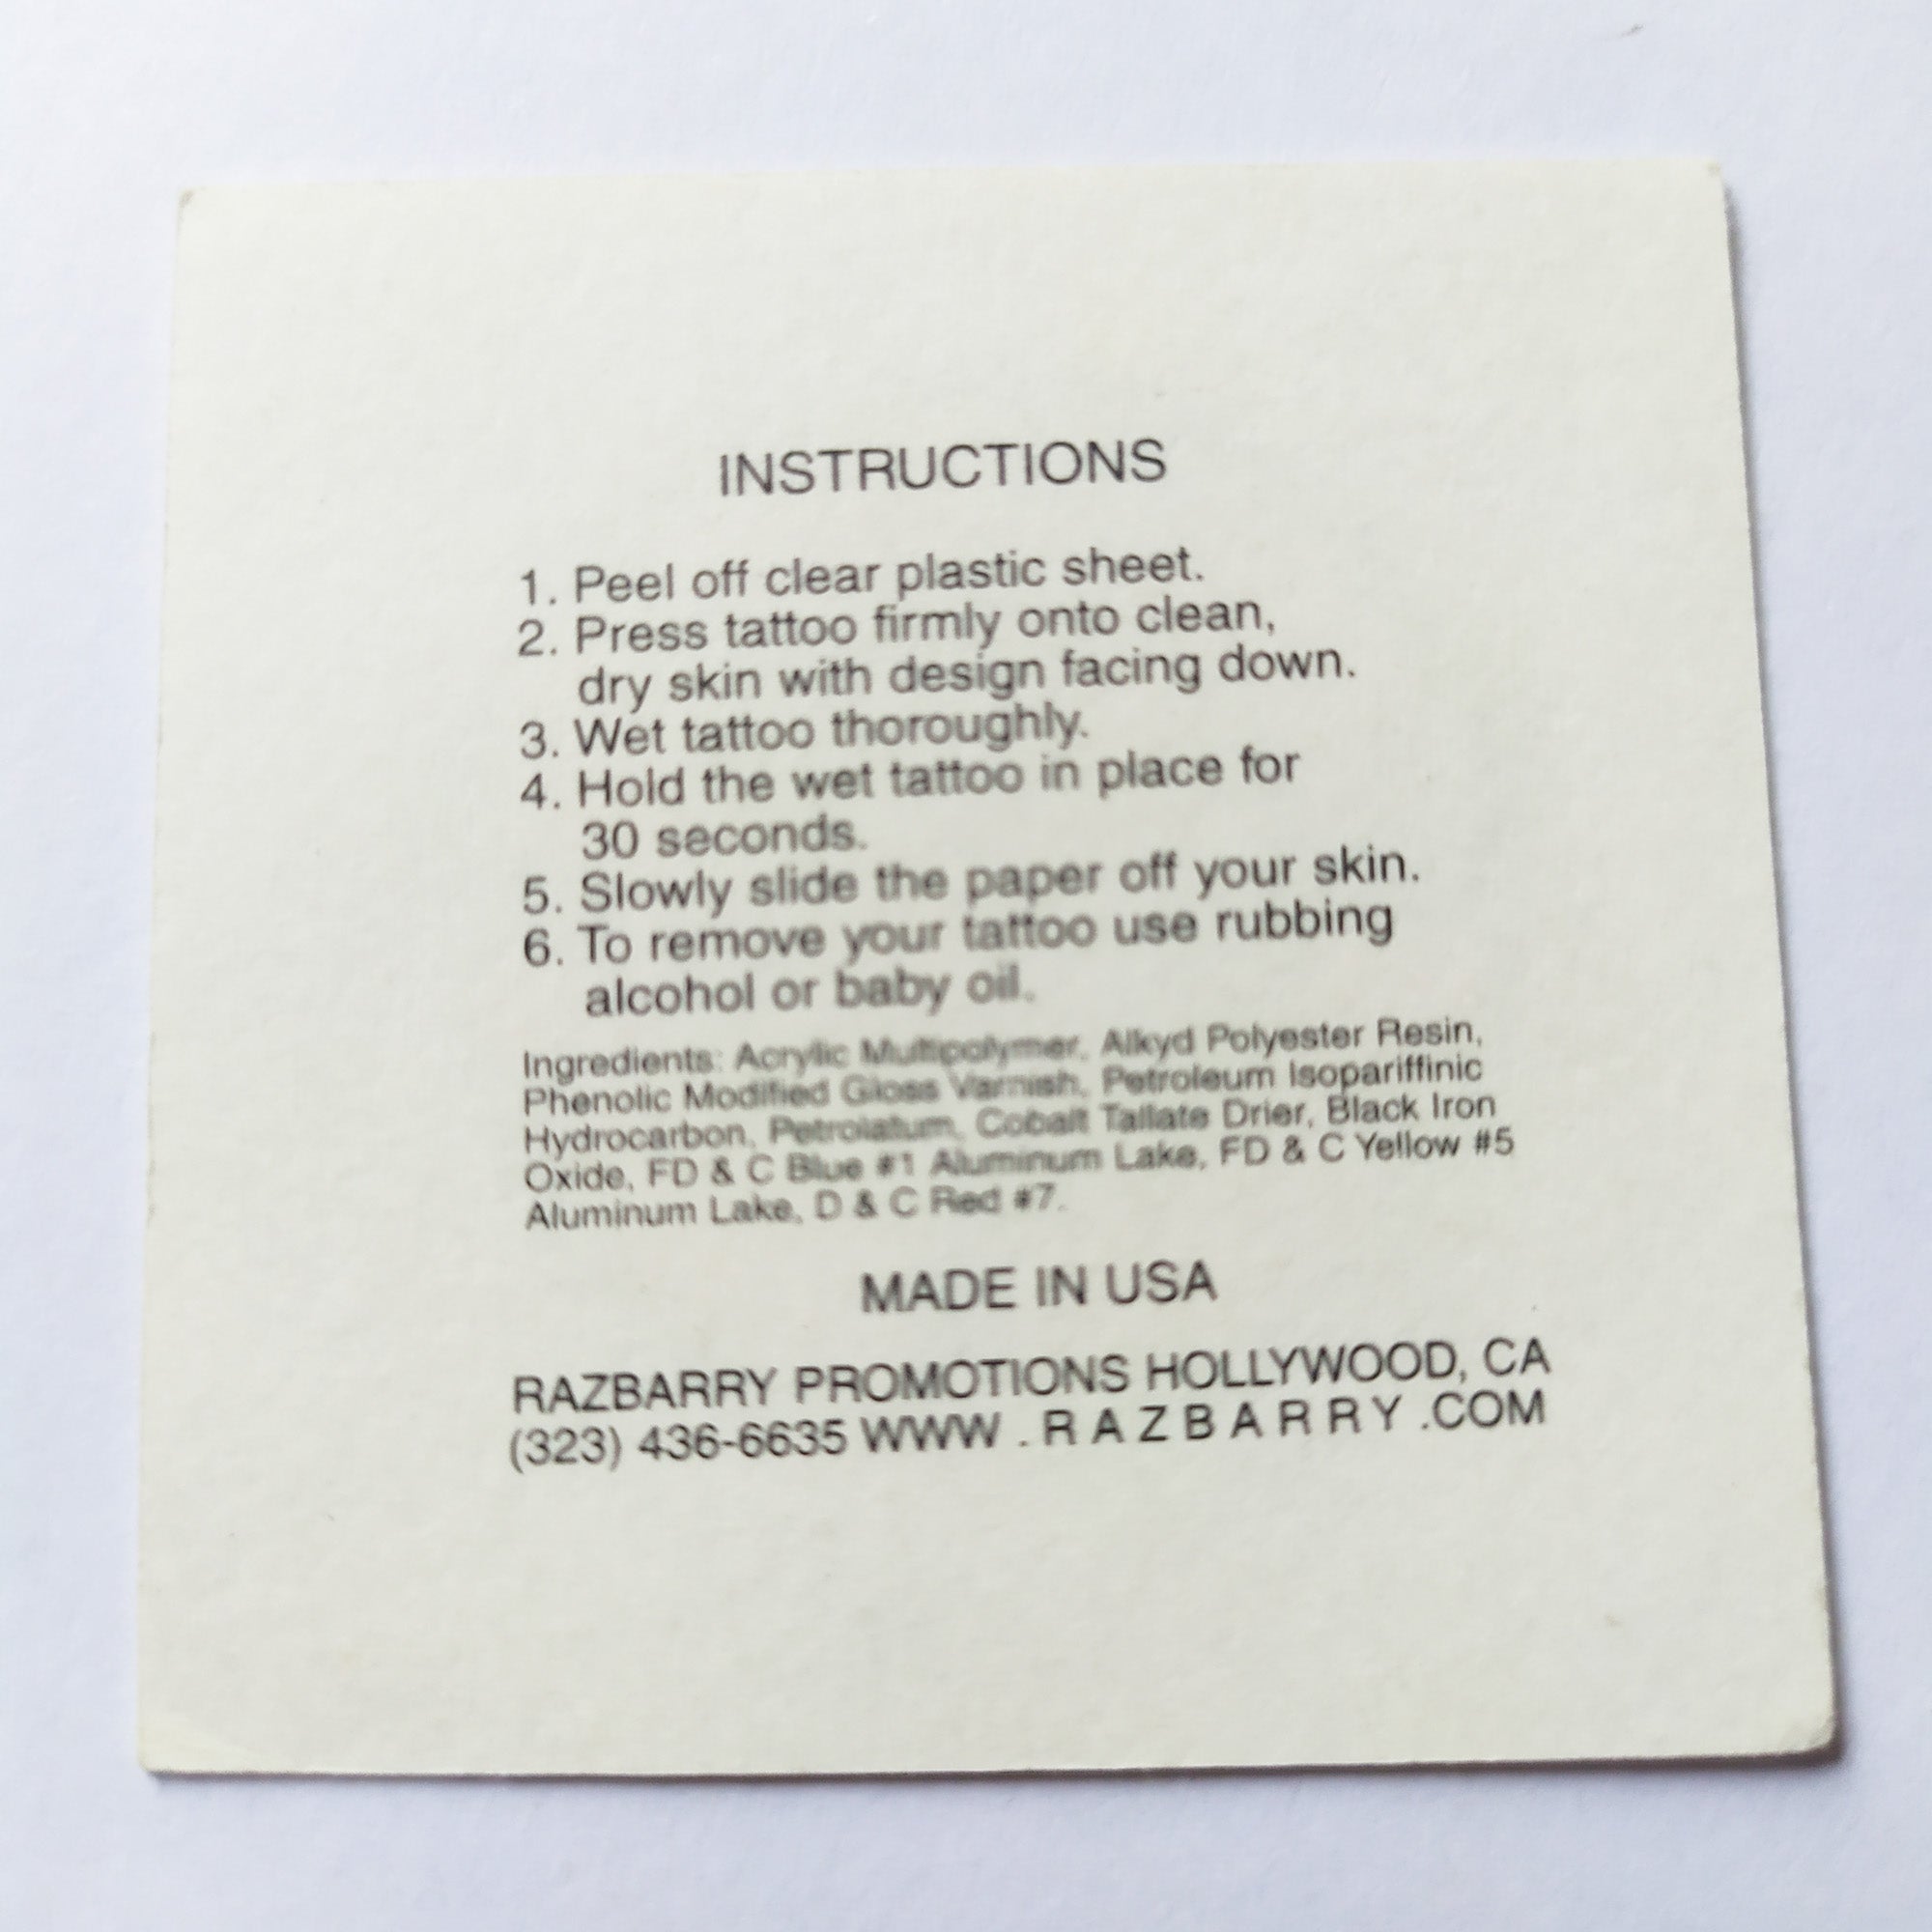 INSTRUCTIONS
1. Peel off clear plastic sheet.
2. Press tattoo firmly onto clean,
dry skin with design facing down.
3. Wet tattoo thoroughly.
4. Hold the wet tattoo in place for
30 seconds.
5. Slowly slide the paper off your skin.
6. To remove your tattoo use rubbing
alcohol or baby oil.
Ingredients: Acrylic Multipolymer, Alkyd Polyester Resin,
Phenolic Modified Gloss Varnish, Petroleum Isopariffinic
Hydrocarbon, Petrolatum, Cobalt Tallate Drier, Black Iron
Oxide, FD & C Blue #1 Aluminum Lake, FD & C Yellow #5
Aluminum Lake, D & C Red #7.
MADE IN USA
RAZBARRY PROMOTIONS HOLLYWOOD, CA
(323) 436-6635 WWW . R A Z B A R R Y .COM